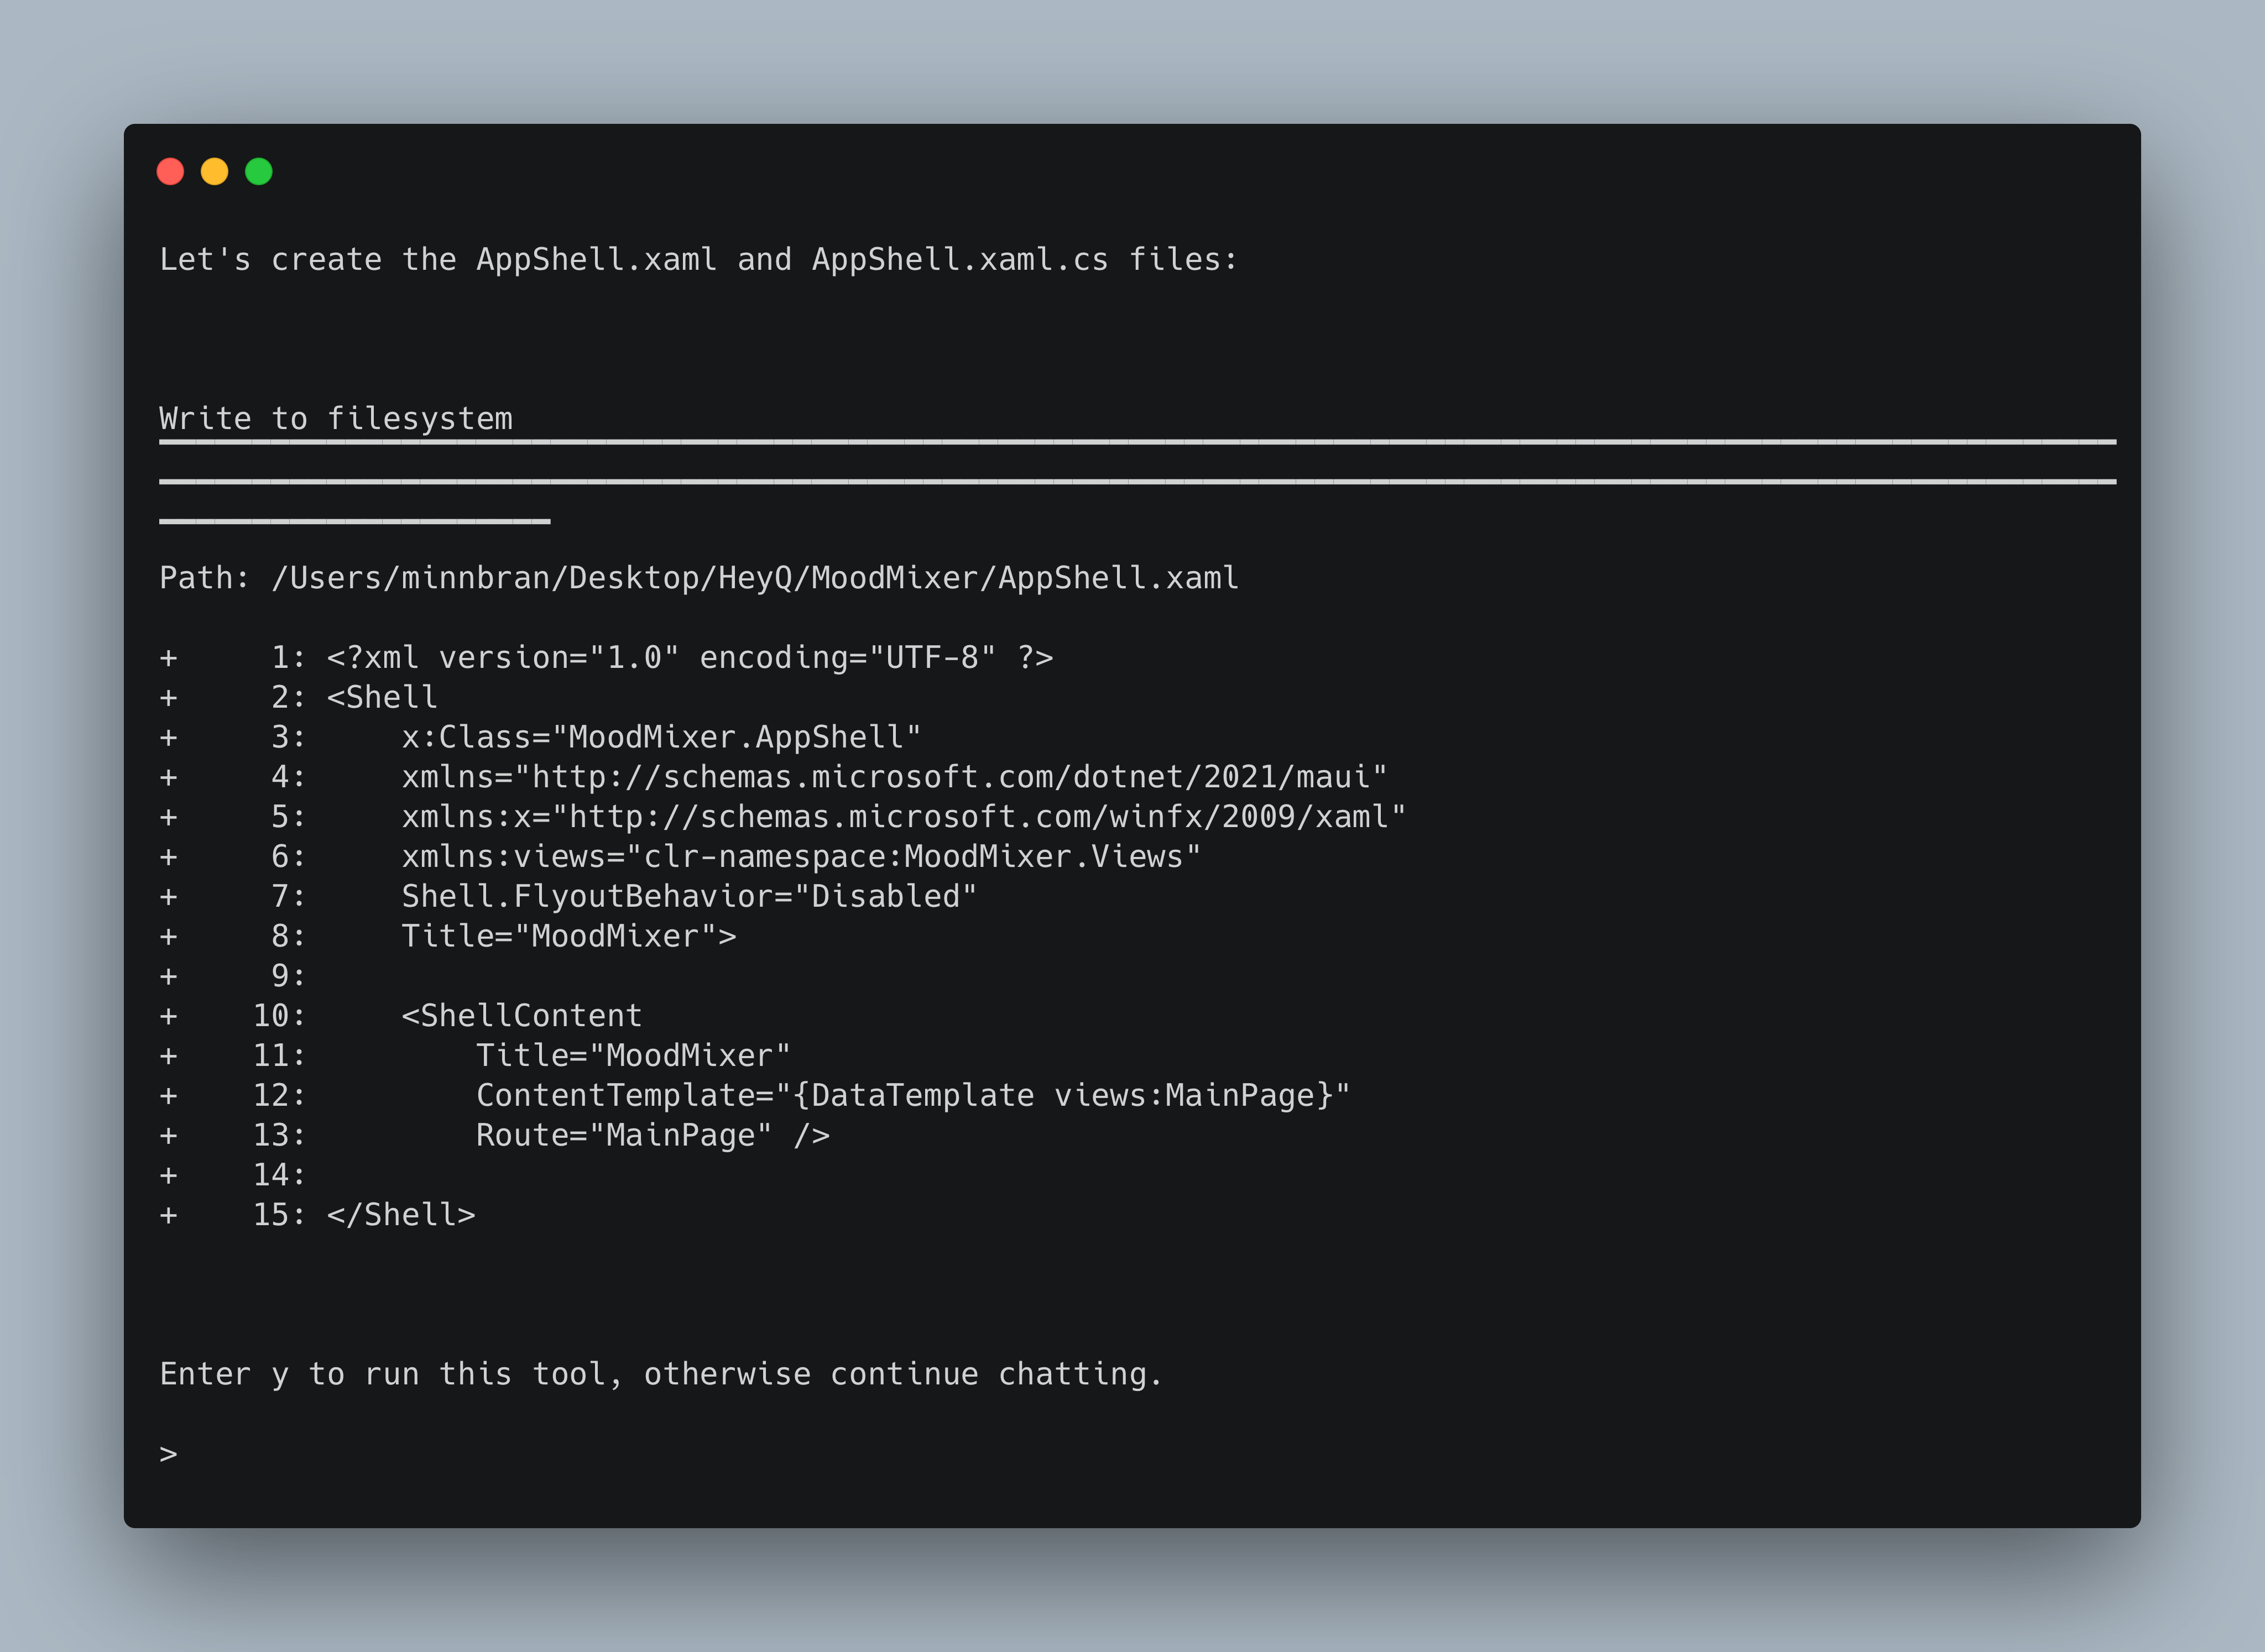 Let's create the AppShell.xaml and AppShell.xaml.cs files:
Write to filesystem
Path: /Users/minnbran/Desktop/HeyQ/MoodMixer/AppShell.xaml
+     1: <?xml version="1.0" encoding="UTF-8" ?>
+     2: <Shell
+     3:     x:Class="MoodMixer.AppShell"
+     4:     xmlns="http://schemas.microsoft.com/dotnet/2021/maui"
+     5:     xmlns:x="http://schemas.microsoft.com/winfx/2009/xaml"
+     6:     xmlns:views="clr-namespace:MoodMixer.Views"
+     7:     Shell.FlyoutBehavior="Disabled"
+     8:     Title="MoodMixer">
+     9:
+    10:     <ShellContent
+    11:         Title="MoodMixer"
+    12:         ContentTemplate="{DataTemplate views:MainPage}"
+    13:         Route="MainPage" />
+    14:
+    15: </Shell>
Enter y to run this tool, otherwise continue chatting.
>